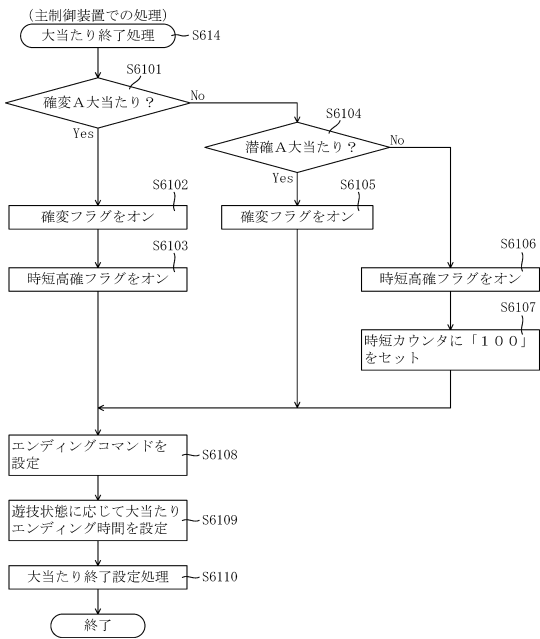 (主制御装置での処理)
大当たり終了処理
S614
S6101
確変A大当たり?
No
Yes
S6104
潜確A大当たり?
No
Yes
S6102
確変フラグをオン
S6105
確変フラグをオン
S6103
時短高確フラグをオン
S6106
時短高確フラグをオン
S6107
時短カウンタに「100」
をセット
エンディングコマンドを
設定
S6108
遊技状態に応じて大当たり
エンディング時間を設定
S6109
大当たり終了設定処理
S6110
終了